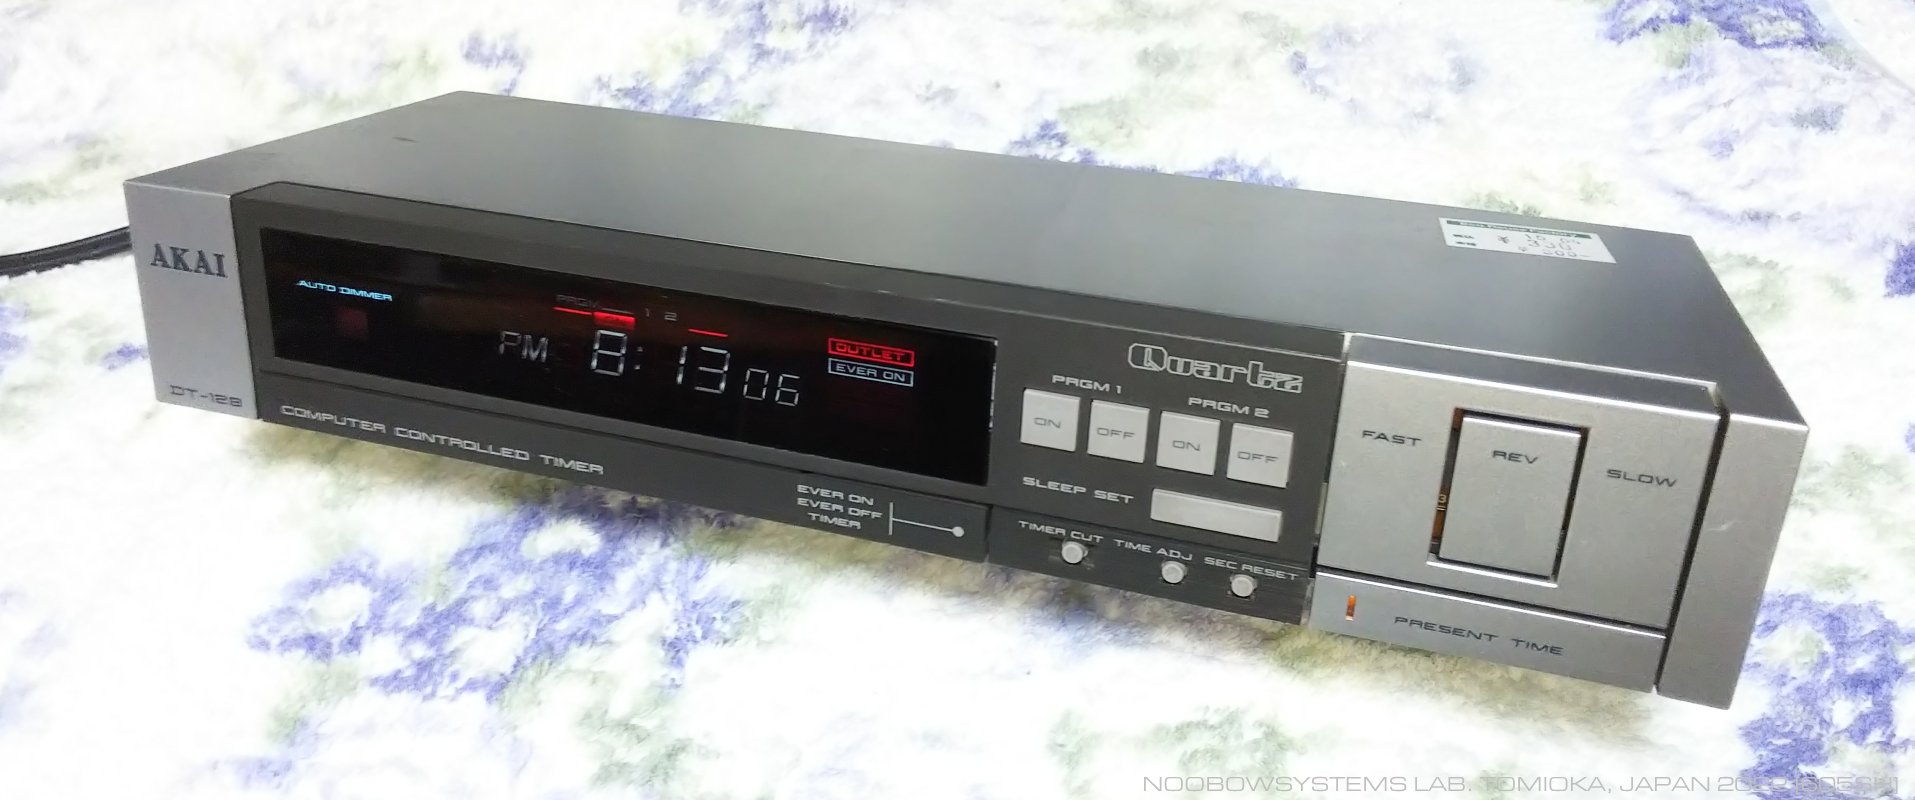 AKAI
AUTO DIMMER
PRGM 1 2
PM 8:13 06
OUTLET
EVER ON
DT-128
COMPUTER CONTROLLED TIMER
EVER ON
EVER OFF
TIMER
Quartz
PRGM 1
PRGM 2
ON OFF ON OFF
SLEEP SET
TIMER CUT TIME ADJ SEC RESET
FAST REV SLOW
PRESENT TIME
NOOBOWSYSTEMS LAB. TOMIOKA, JAPAN